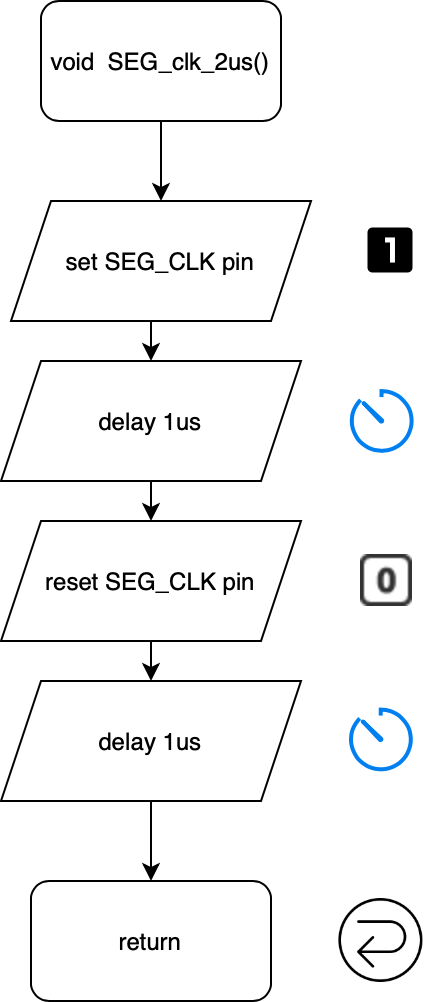 void  SEG_clk_2us()
set SEG_CLK pin
1
delay 1us
reset SEG_CLK pin
0
delay 1us
return